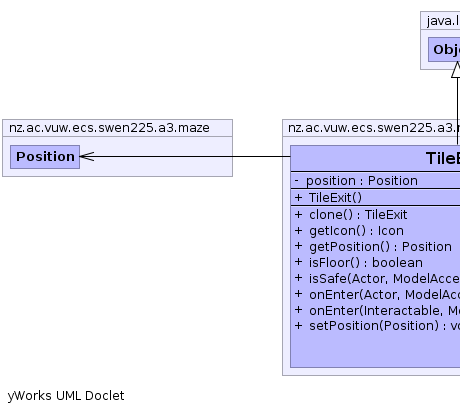 java.l
Obj
nz.ac.vuw.ecs.swen225.a3.maze
Position
nz.ac.vuw.ecs.swen225.a3.
TileE
- position : Position
+ TileExit()
+ clone() : TileExit
+ getIcon() : Icon
+ getPosition() : Position
+ isFloor() : boolean
+ isSafe(Actor, ModelAcce
+ onEnter(Actor, ModelAcc
+ onEnter(Interactable, Mo
+ setPosition(Position) : vo
yWorks UML Doclet